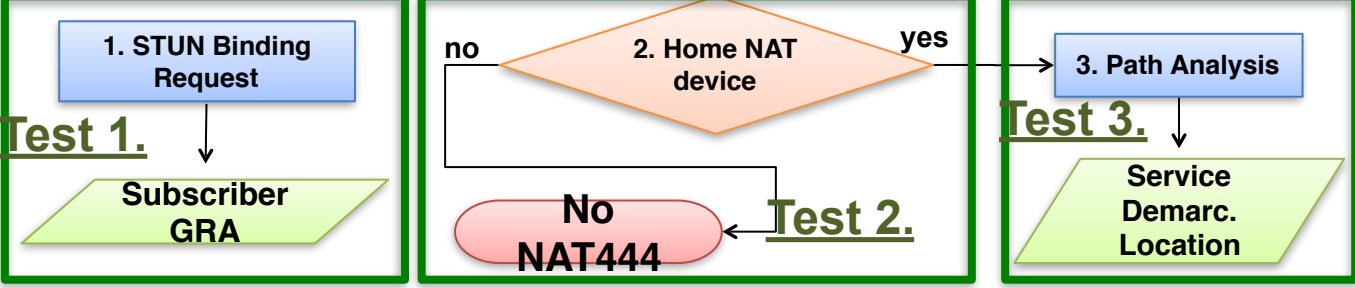 1. STUN Binding
Request
Test 1.
Subscriber
GRA
no
2. Home NAT
device
yes
No
NAT444
Test 2.
3. Path Analysis
Test 3.
Service
Demarc.
Location